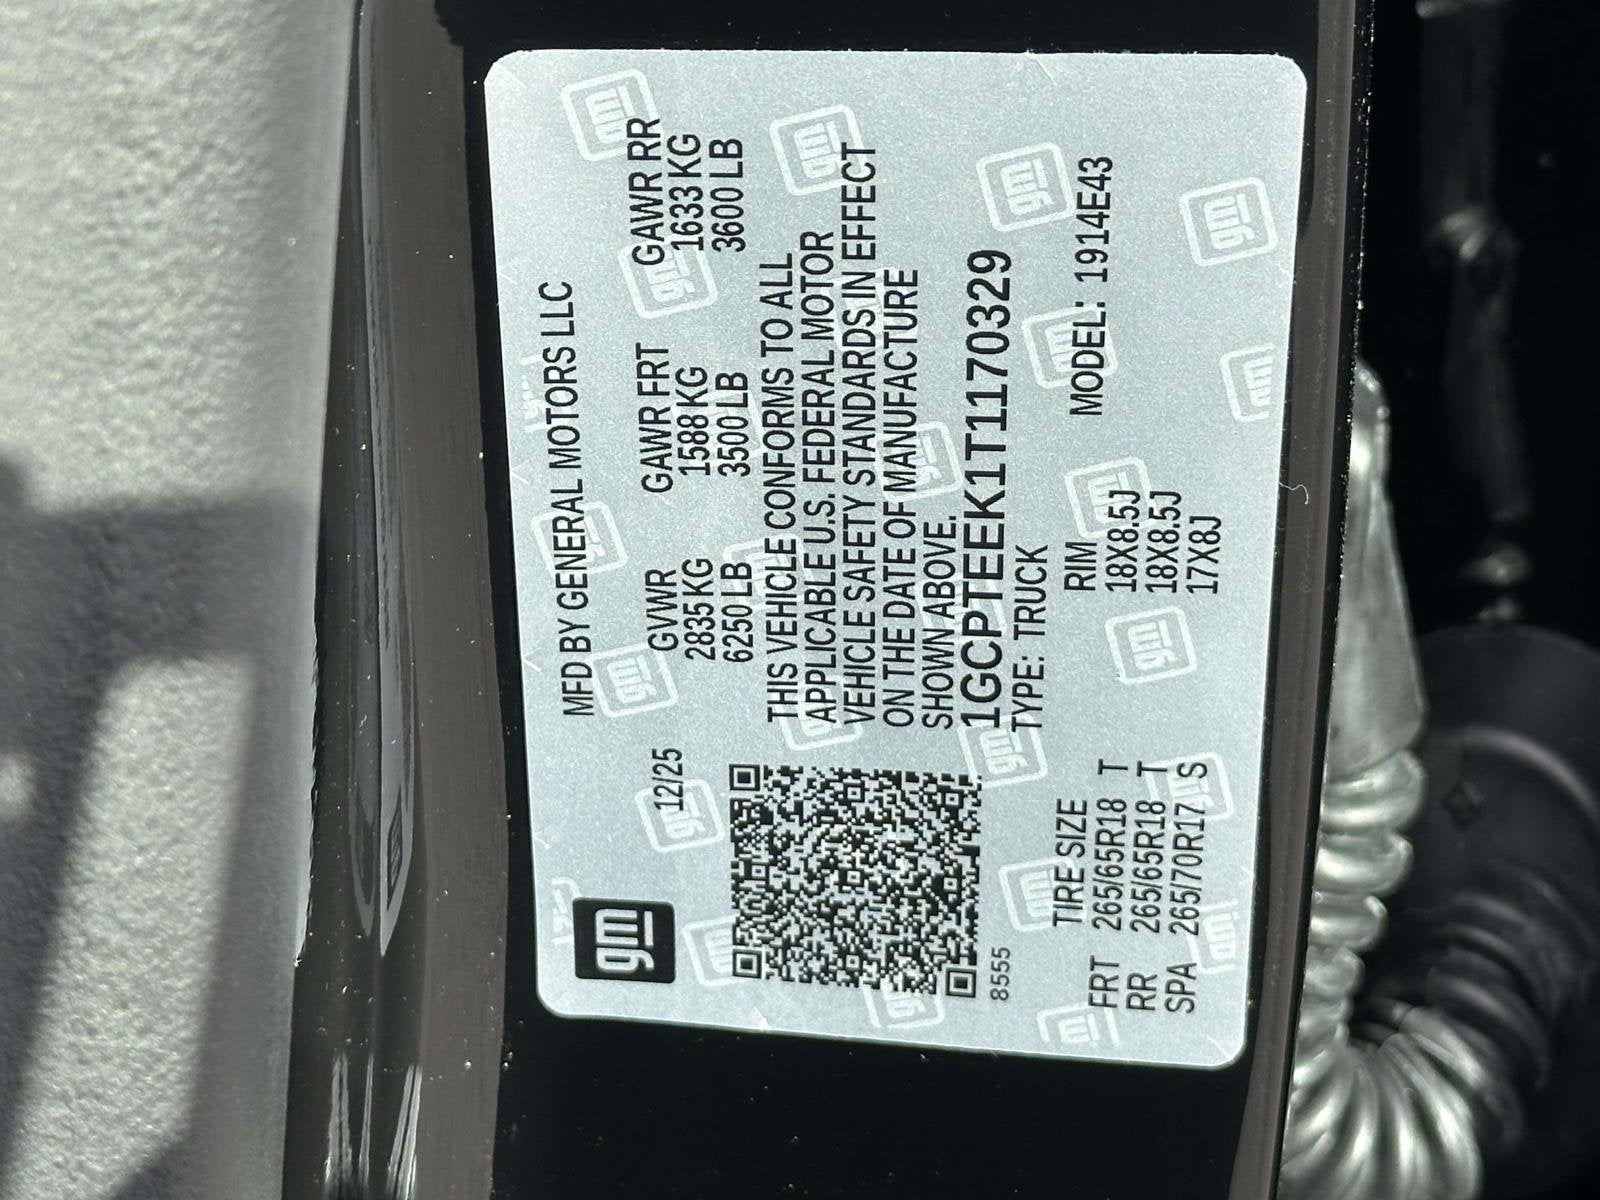 gm
MFD BY GENERAL MOTORS LLC
12/25
GVWR GAWR FRT GAWR RR
2835 KG 1588 KG 1633 KG
6250 LB 3500 LB 3600 LB
THIS VEHICLE CONFORMS TO ALL
APPLICABLE U.S. FEDERAL MOTOR
VEHICLE SAFETY STANDARDS IN EFFECT
ON THE DATE OF MANUFACTURE
SHOWN ABOVE.
1GCPTEEK1T1170329
8555
TYPE: TRUCK
MODEL: 1914E43
TIRE SIZE RIM
FRT 265/65R18 T 18X8.5J
RR 265/65R18 T 18X8.5J
SPA 265/70R17 S 17X8J